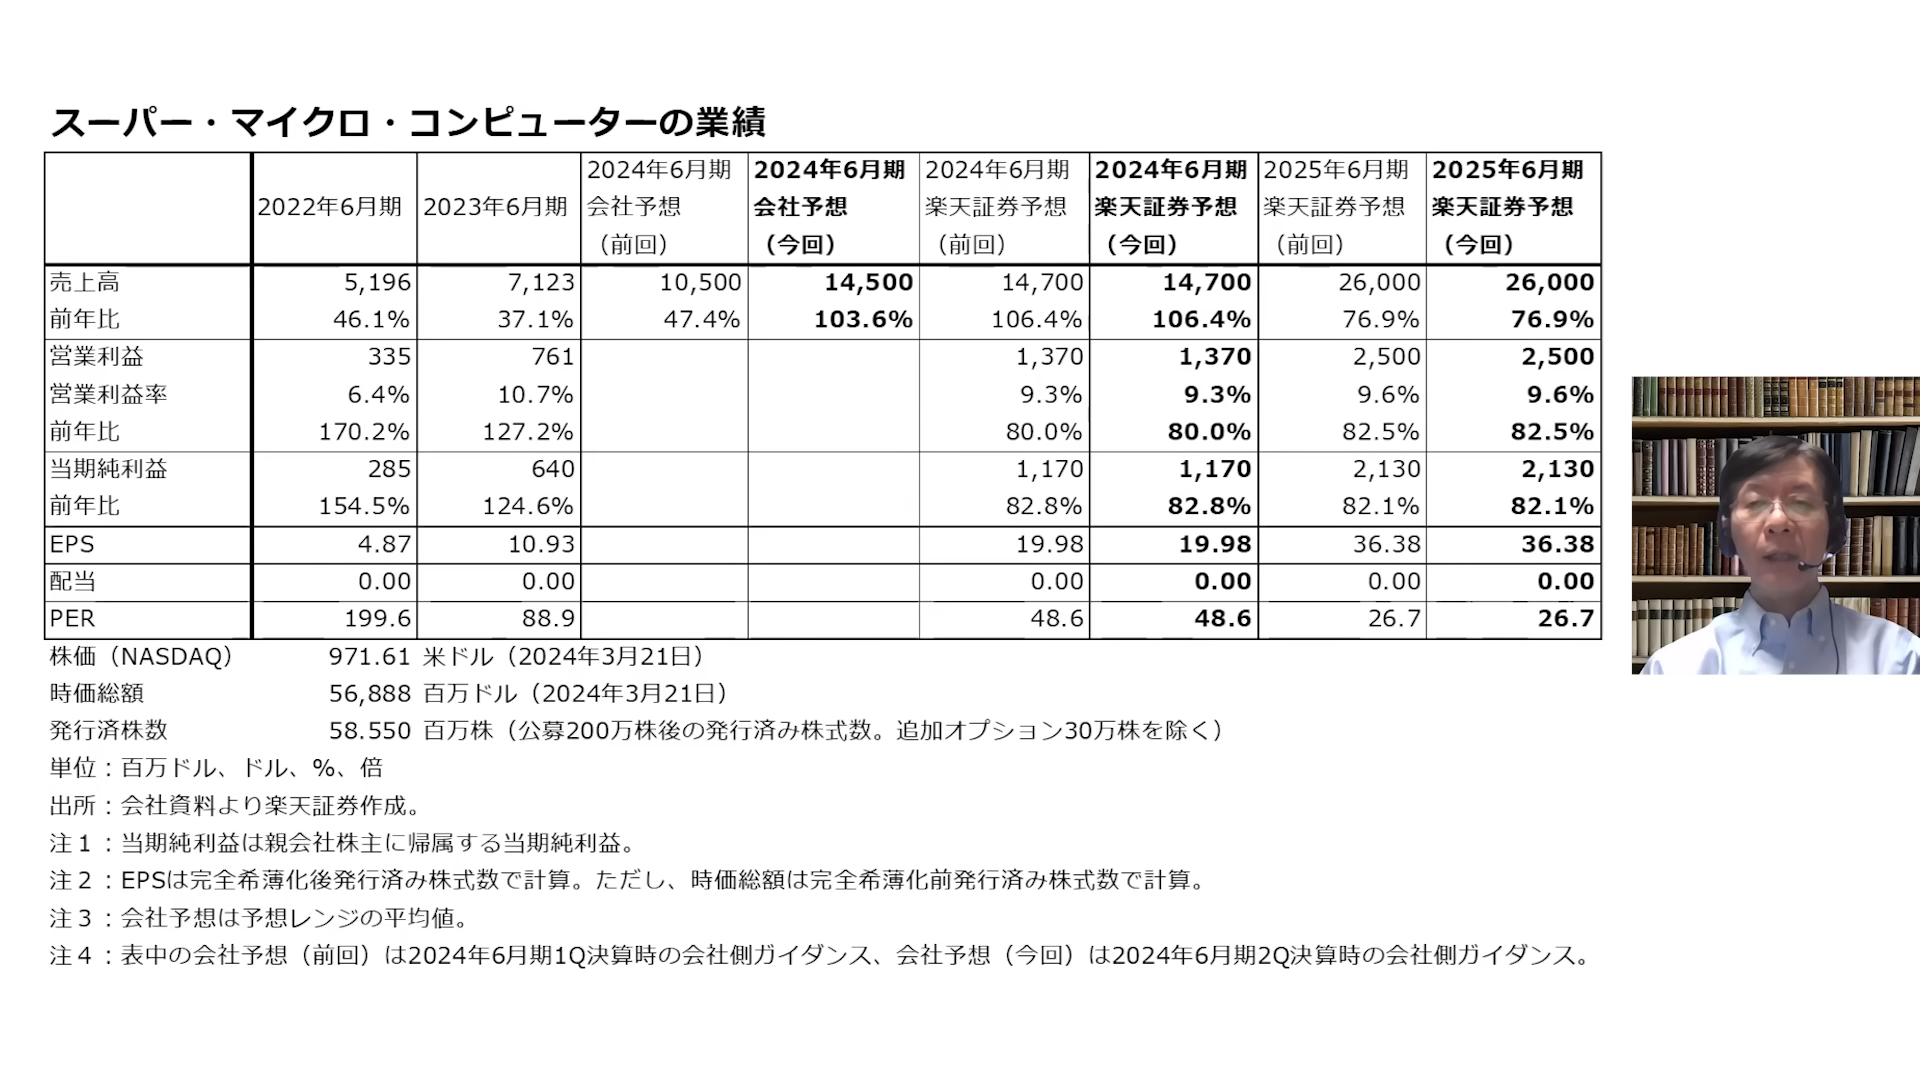 スーパー・マイクロ・コンピューターの業績
2022年6月期 2023年6月期 2024年6月期 会社予想 （前回） 2024年6月期 会社予想 （今回） 2024年6月期 楽天証券予想 （前回） 2024年6月期 楽天証券予想 （今回） 2025年6月期 楽天証券予想 （前回） 2025年6月期 楽天証券予想 （今回）
売上高 5,196 7,123 10,500 14,500 14,700 14,700 26,000 26,000
前年比 46.1% 37.1% 47.4% 103.6% 106.4% 106.4% 76.9% 76.9%
営業利益 335 761 1,370 1,370 2,500 2,500
営業利益率 6.4% 10.7% 9.3% 9.3% 9.6% 9.6%
前年比 170.2% 127.2% 80.0% 80.0% 82.5% 82.5%
当期純利益 285 640 1,170 1,170 2,130 2,130
前年比 154.5% 124.6% 82.8% 82.8% 82.1% 82.1%
EPS 4.87 10.93 19.98 19.98 36.38 36.38
配当 0.00 0.00 0.00 0.00 0.00 0.00
PER 199.6 88.9 48.6 48.6 26.7 26.7
株価（NASDAQ） 971.61 米ドル（2024年3月21日）
時価総額 56,888 百万ドル（2024年3月21日）
発行済株数 58.550 百万株（公募200万株後の発行済み株式数。追加オプション30万株を除く）
単位：百万ドル、ドル、%、倍
出所：会社資料より楽天証券作成。
注１：当期純利益は親会社株主に帰属する当期純利益。
注２：EPSは完全希薄化後発行済み株式数で計算。ただし、時価総額は完全希薄化前発行済み株式数で計算。
注３：会社予想は予想レンジの平均値。
注４：表中の会社予想（前回）は2024年6月期1Q決算時の会社側ガイダンス、会社予想（今回）は2024年6月期2Q決算時の会社側ガイダンス。